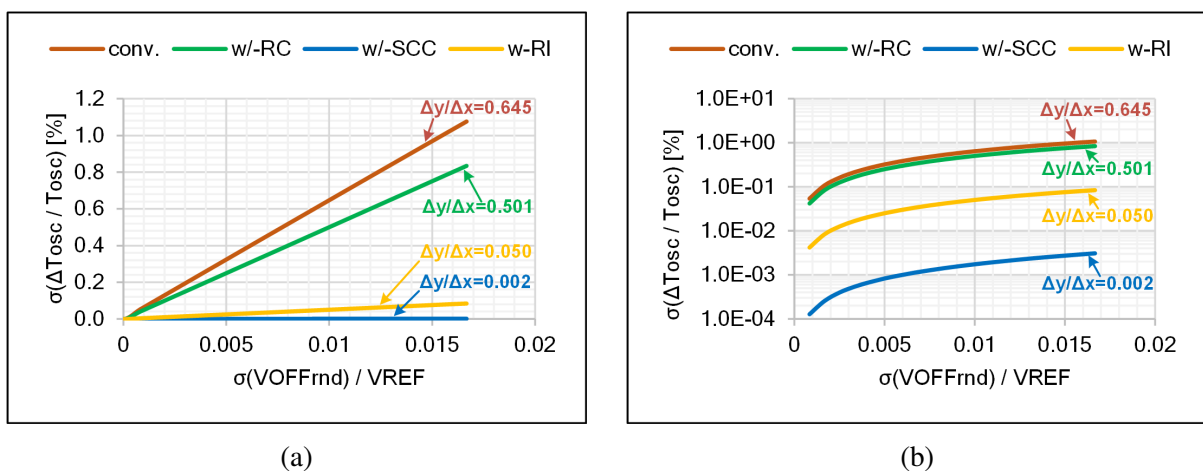 conv. w/-RC w/-SCC w-RI
σ(ΔTosc / Tosc) [%]
1.2
1.0
0.8
0.6
0.4
0.2
0.0
Δy/Δx=0.645
Δy/Δx=0.501
Δy/Δx=0.050
Δy/Δx=0.002
0 0.005 0.01 0.015 0.02
σ(VOFFrnd) / VREF
(a)
conv. w/-RC w/-SCC w-RI
σ(ΔTosc / Tosc) [%]
1.0E+01
1.0E+00
1.0E-01
1.0E-02
1.0E-03
1.0E-04
Δy/Δx=0.645
Δy/Δx=0.501
Δy/Δx=0.050
Δy/Δx=0.002
0 0.005 0.01 0.015 0.02
σ(VOFFrnd) / VREF
(b)